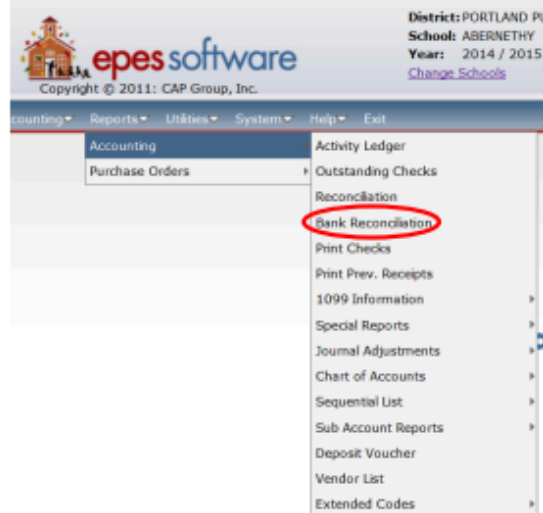 District: PORTLAND PU
School: ABERNETHY
Year: 2014 / 2015
Change Schools
epes software
Copyright © 2011: CAP Group, Inc.
counting Reports Utilities System Help Exit
Accounting
Purchase Orders
Activity Ledger
Outstanding Checks
Reconciliation
Bank Reconciliation
Print Checks
Print Prev. Receipts
1099 Information
Special Reports
Journal Adjustments
Chart of Accounts
Sequential List
Sub Account Reports
Deposit Voucher
Vendor List
Extended Codes